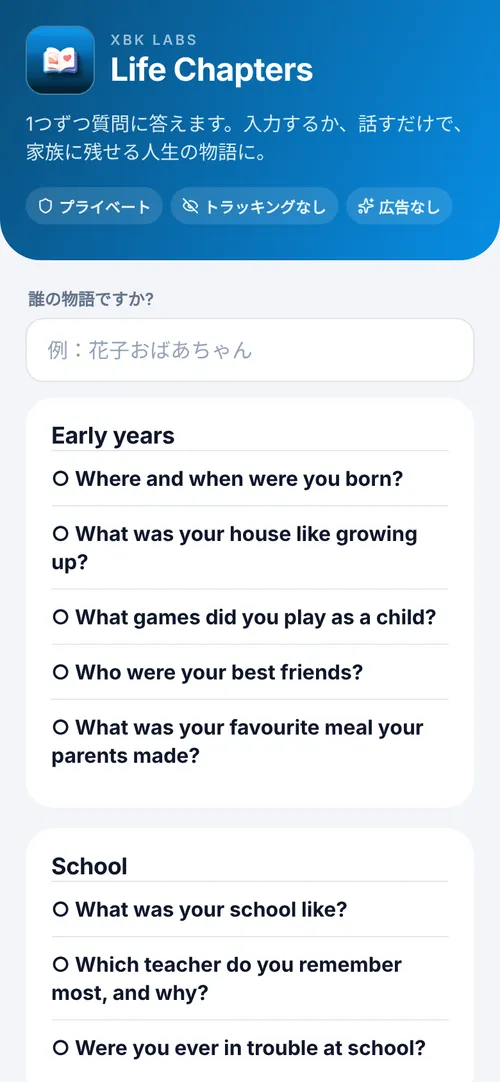 XBK LABS
Life Chapters
1つずつ質問に答えます。入力するか、話すだけで、
家族に残せる人生の物語に。
プライベート
トラッキングなし
広告なし
誰の物語ですか?
例：花子おばあちゃん
Early years
Where and when were you born?
What was your house like growing
up?
What games did you play as a child?
Who were your best friends?
What was your favourite meal your
parents made?
School
What was your school like?
Which teacher do you remember
most, and why?
Were you ever in trouble at school?